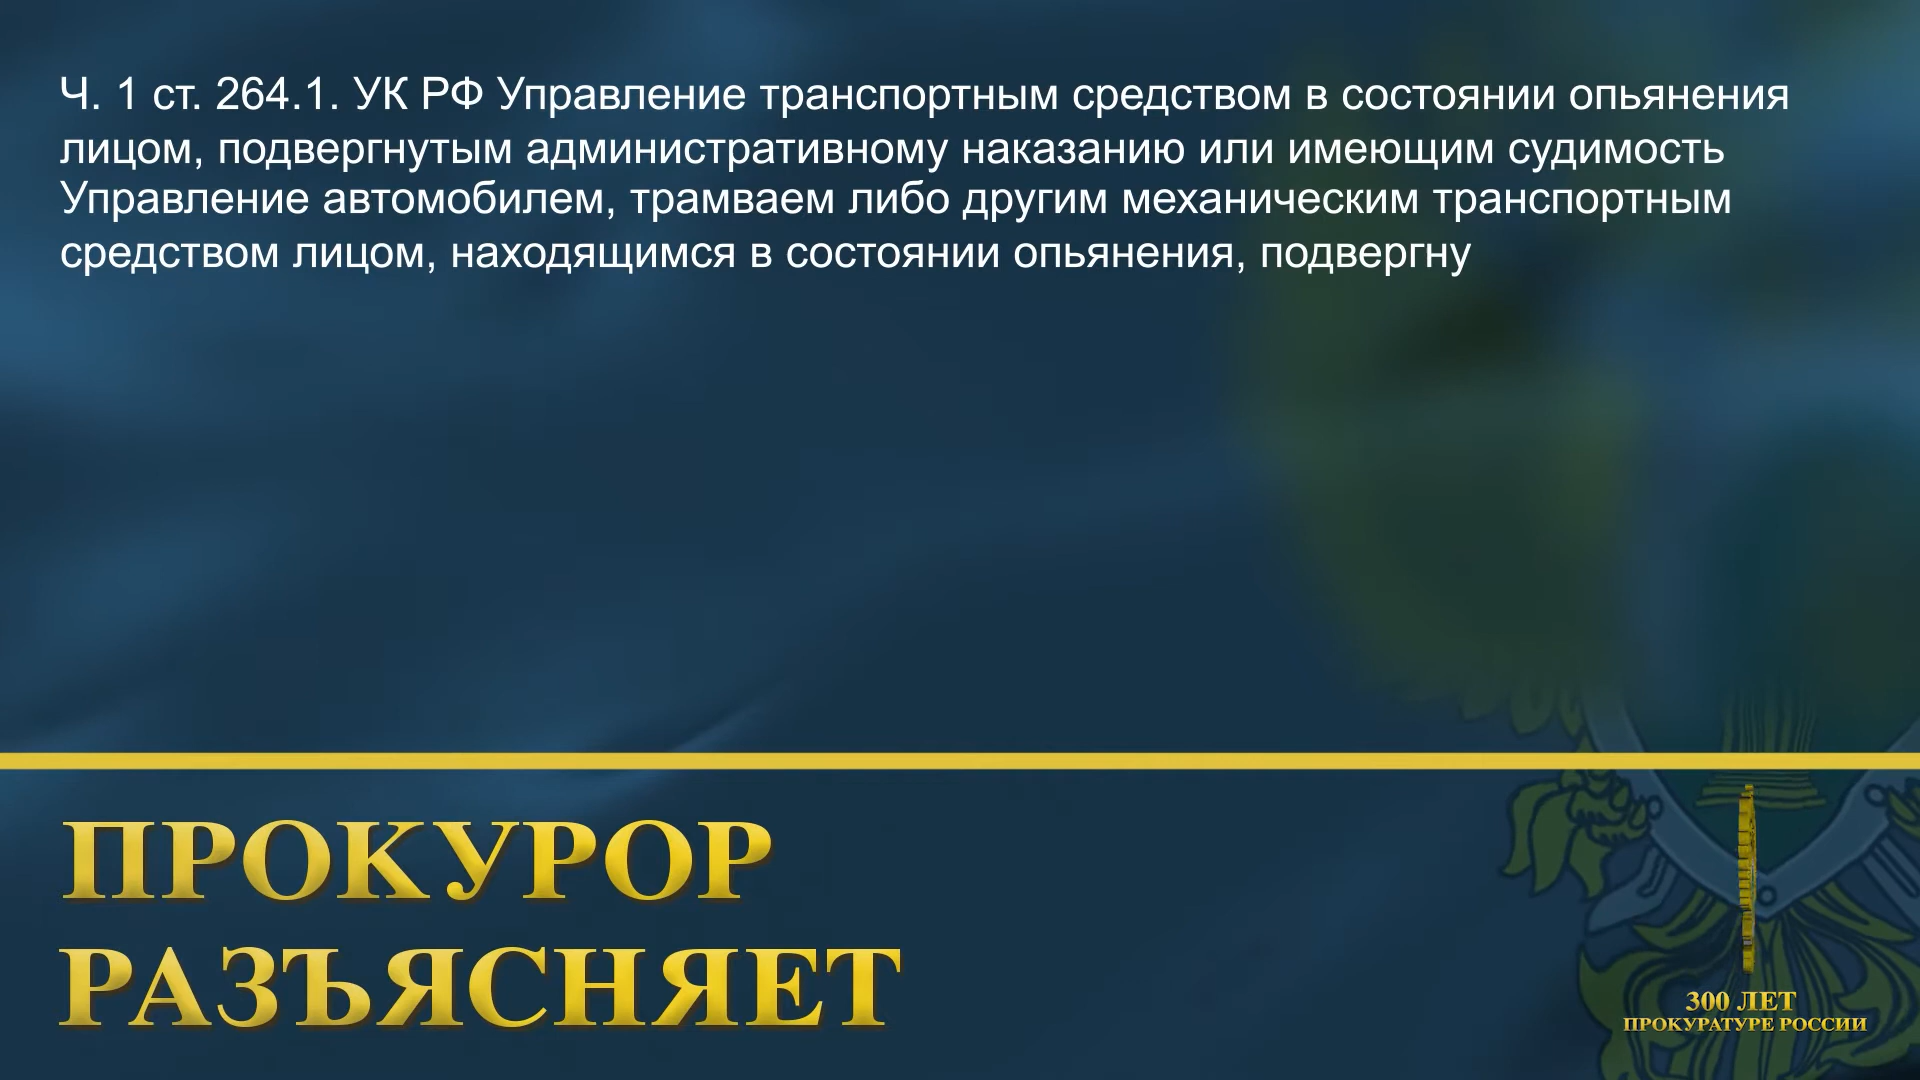 Ч. 1 ст. 264.1. УК РФ Управление транспортным средством в состоянии опьянения
лицом, подвергнутым административному наказанию или имеющим судимость
Управление автомобилем, трамваем либо другим механическим транспортным
средством лицом, находящимся в состоянии опьянения, подвергну
ПРОКУРОР
РАЗЪЯСНЯЕТ
300 ЛЕТ
ПРОКУРАТУРЕ РОССИИ